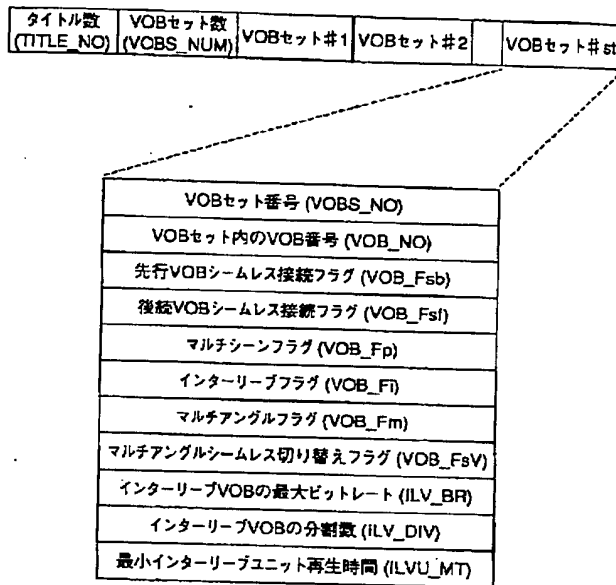 タイトル数
(TITLE_NO)
VOBセット数
(VOBS_NUM)
VOBセット#1
VOBセット#2
VOBセット#st
VOBセット番号 (VOBS_NO)
VOBセット内のVOB番号 (VOB_NO)
先行VOBシームレス接続フラグ (VOB_Fsb)
後続VOBシームレス接続フラグ (VOB_Fsf)
マルチシーンフラグ (VOB_Fp)
インターリーブフラグ (VOB_Fi)
マルチアングルフラグ (VOB_Fm)
マルチアングルシームレス切り替えフラグ (VOB_FsV)
インターリーブVOBの最大ビットレート (ILV_BR)
インターリーブVOBの分割数 (ILV_DIV)
最小インターリーブユニット再生時間 (ILVU_MT)